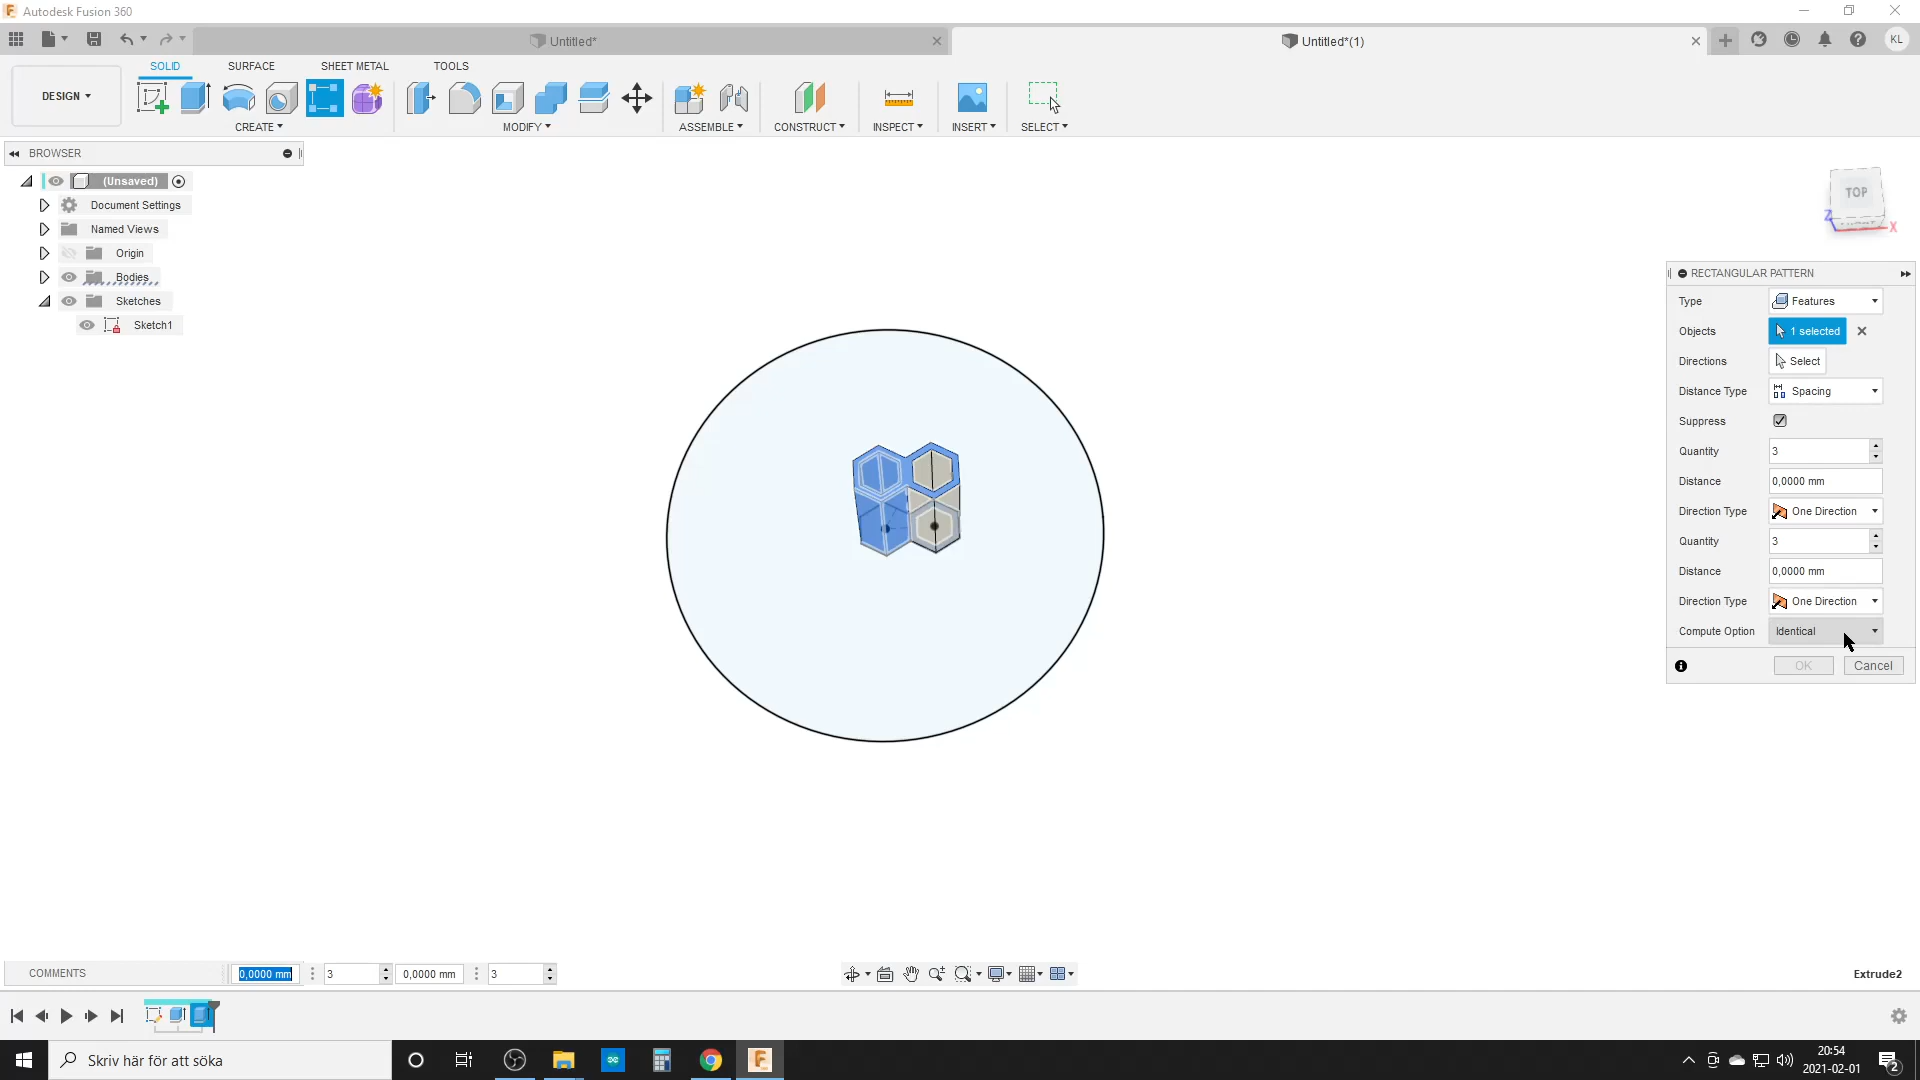 Autodesk Fusion 360
Untitled*
Untitled*(1)
KL
SOLID SURFACE SHEET METAL TOOLS
DESIGN
CREATE MODIFY ASSEMBLE CONSTRUCT INSPECT INSERT SELECT
BROWSER
(Unsaved)
Document Settings
Named Views
Origin
Bodies
Sketches
Sketch1
TOP
Z
X
RECTANGULAR PATTERN
Type Features
Objects 1 selected
Directions Select
Distance Type Spacing
Suppress
Quantity 3
Distance 0,0000 mm
Direction Type One Direction
Quantity 3
Distance 0,0000 mm
Direction Type One Direction
Compute Option Identical
OK Cancel
COMMENTS 0,0000 mm 3 0,0000 mm 3
Extrude2
Skriv här för att söka
20:54
2021-02-01
2